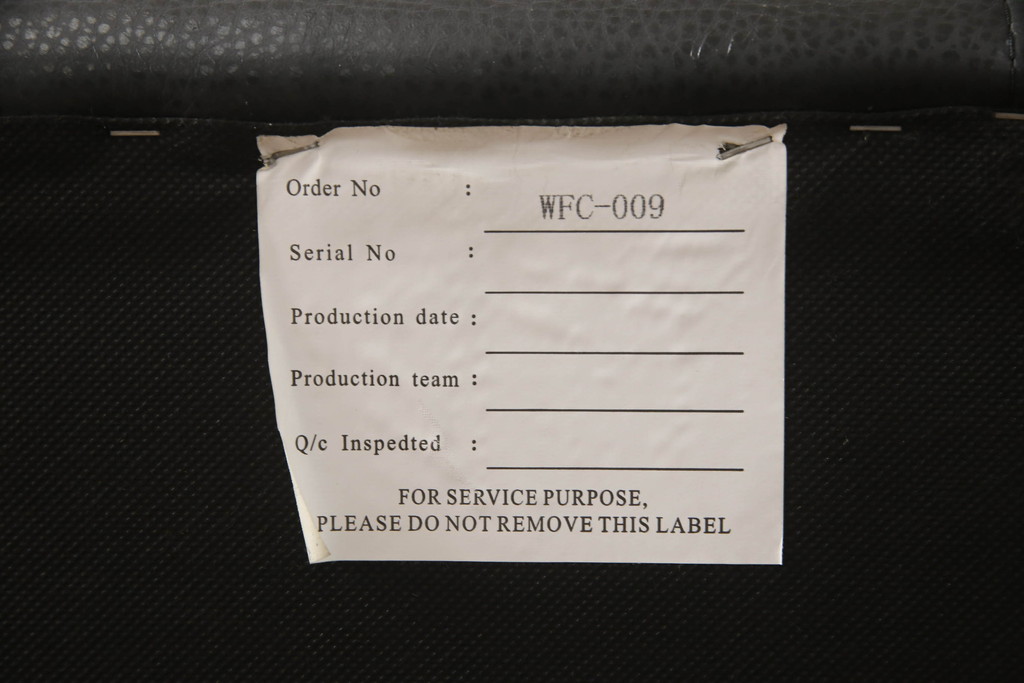 Order No : WFC-009
Serial No :
Production date :
Production team :
Q/c Inspedted :
FOR SERVICE PURPOSE,
PLEASE DO NOT REMOVE THIS LABEL